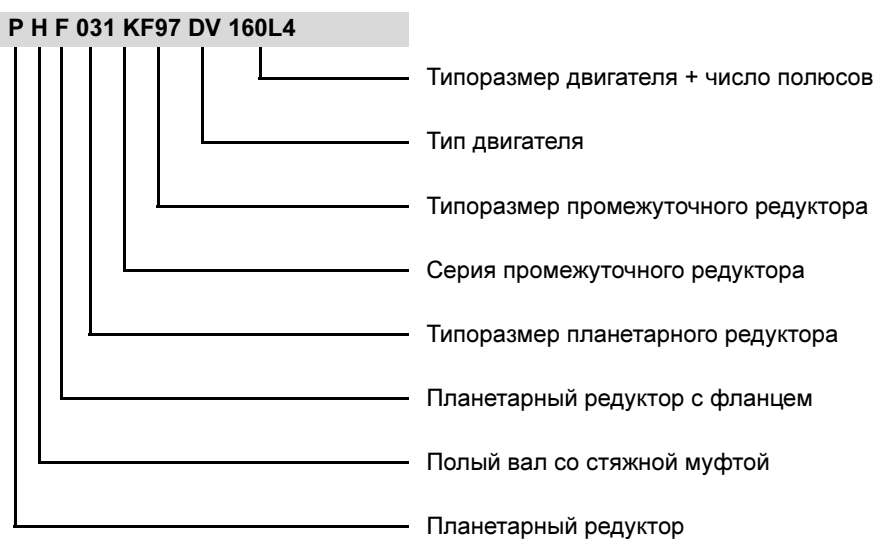 P H F 031 KF97 DV 160L4
Типоразмер двигателя + число полюсов
Тип двигателя
Типоразмер промежуточного редуктора
Серия промежуточного редуктора
Типоразмер планетарного редуктора
Планетарный редуктор с фланцем
Полый вал со стяжной муфтой
Планетарный редуктор